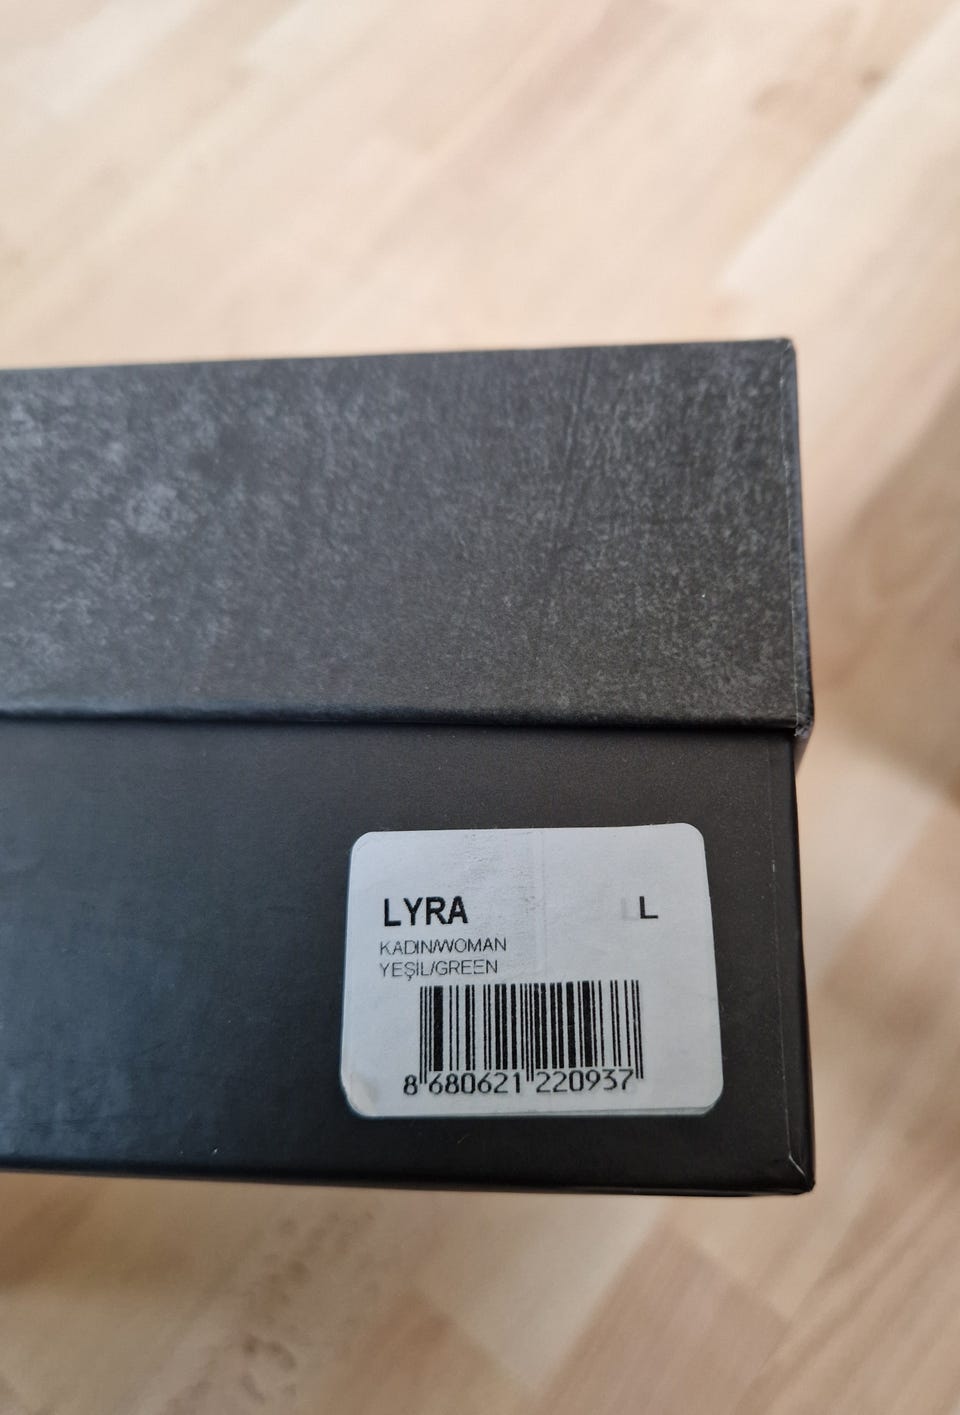 LYRA L
KADIN/WOMAN
YEŞIL/GREEN
8 680621 220937